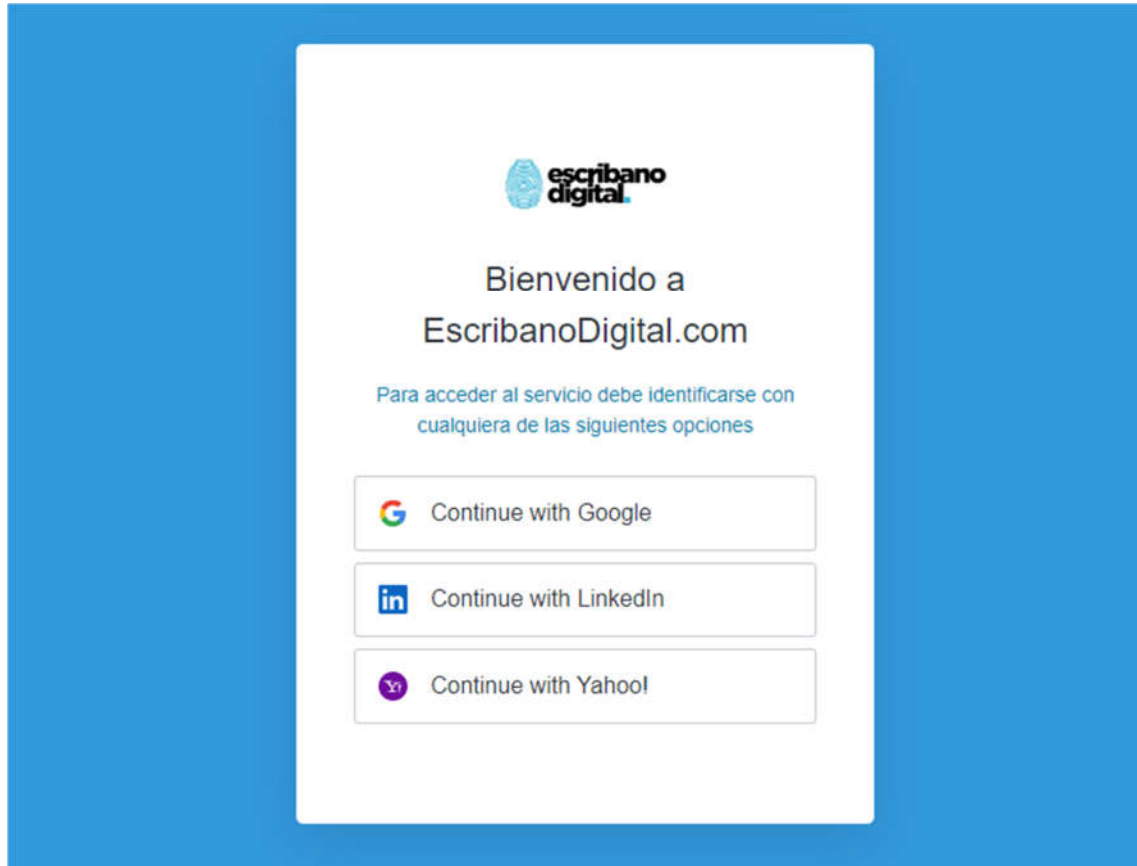 escribano
digital.
Bienvenido a
EscribanoDigital.com
Para acceder al servicio debe identificarse con
cualquiera de las siguientes opciones
Continue with Google
Continue with LinkedIn
Continue with Yahoo!